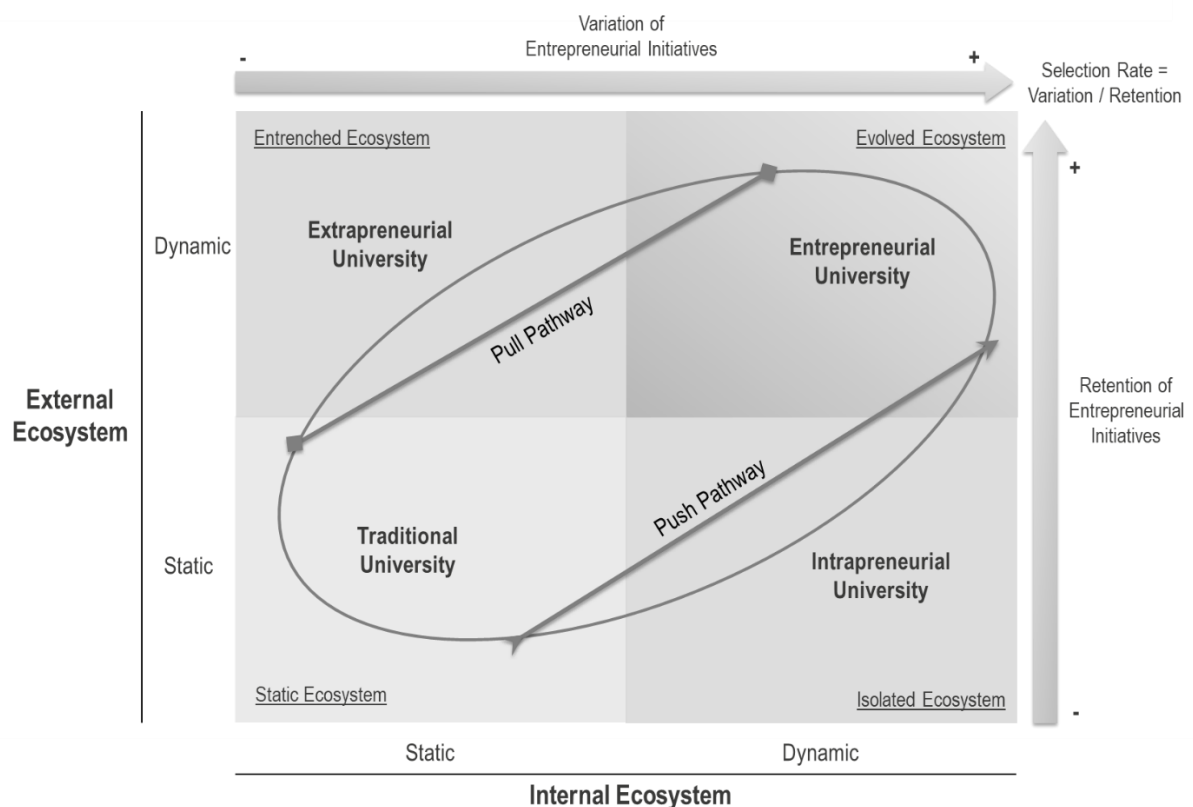 Variation of
Entrepreneurial Initiatives
-
+
Selection Rate =
Variation / Retention
Entrenched Ecosystem
Evolved Ecosystem
+
Dynamic
Extrapreneurial
University
Entrepreneurial
University
Pull Pathway
External
Ecosystem
Retention of
Entrepreneurial
Initiatives
Push Pathway
Static
Traditional
University
Intrapreneurial
University
Static Ecosystem
Isolated Ecosystem
-
Static
Dynamic
Internal Ecosystem